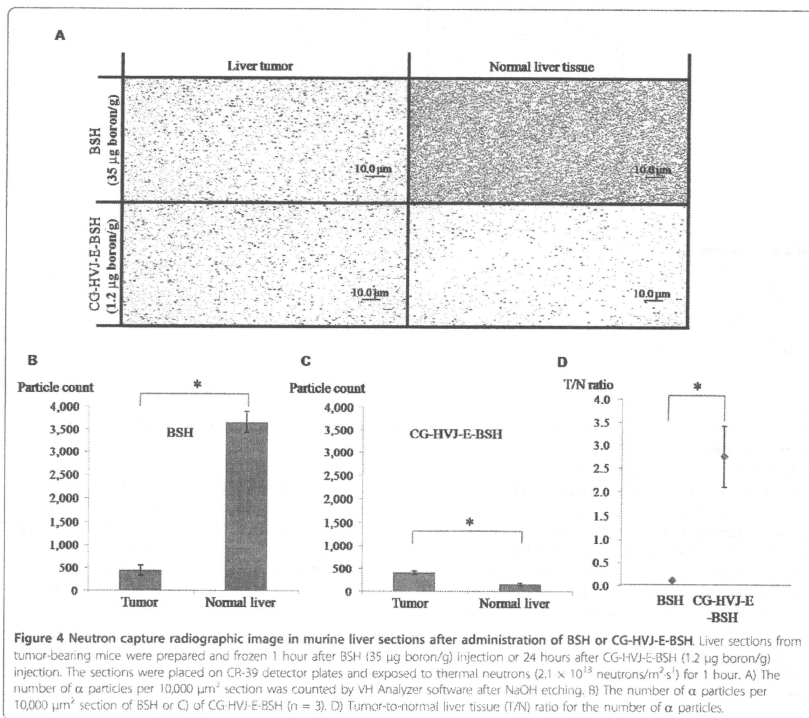 A
Liver tumor
Normal liver tissue
BSH
(35 µg boron/g)
10.0 µm
10.0 µm
CG-HVJ-E-BSH
(1.2 µg boron/g)
10.0 µm
10.0 µm
B
Particle count
*
4,000
3,500
3,000
2,500
2,000
1,500
1,000
500
0
BSH
Tumor
Normal liver
C
Particle count
4,000
3,500
3,000
2,500
2,000
1,500
1,000
500
0
CG-HVJ-E-BSH
*
Tumor
Normal liver
D
T/N ratio
*
4.0
3.5
3.0
2.5
2.0
1.5
1.0
0.5
0.0
BSH CG-HVJ-E
-BSH
Figure 4 Neutron capture radiographic image in murine liver sections after administration of BSH or CG-HVJ-E-BSH. Liver sections from
tumor-bearing mice were prepared and frozen 1 hour after BSH (35 µg boron/g) injection or 24 hours after CG-HVJ-E-BSH (1.2 µg boron/g)
injection. The sections were placed on CR-39 detector plates and exposed to thermal neutrons (2.1 × 10¹³ neutrons/m²·s¹) for 1 hour. A) The
number of α particles per 10,000 µm² section was counted by VH Analyzer software after NaOH etching. B) The number of α particles per
10,000 µm² section of BSH or C) of CG-HVJ-E-BSH (n = 3). D) Tumor-to-normal liver tissue (T/N) ratio for the number of α particles.